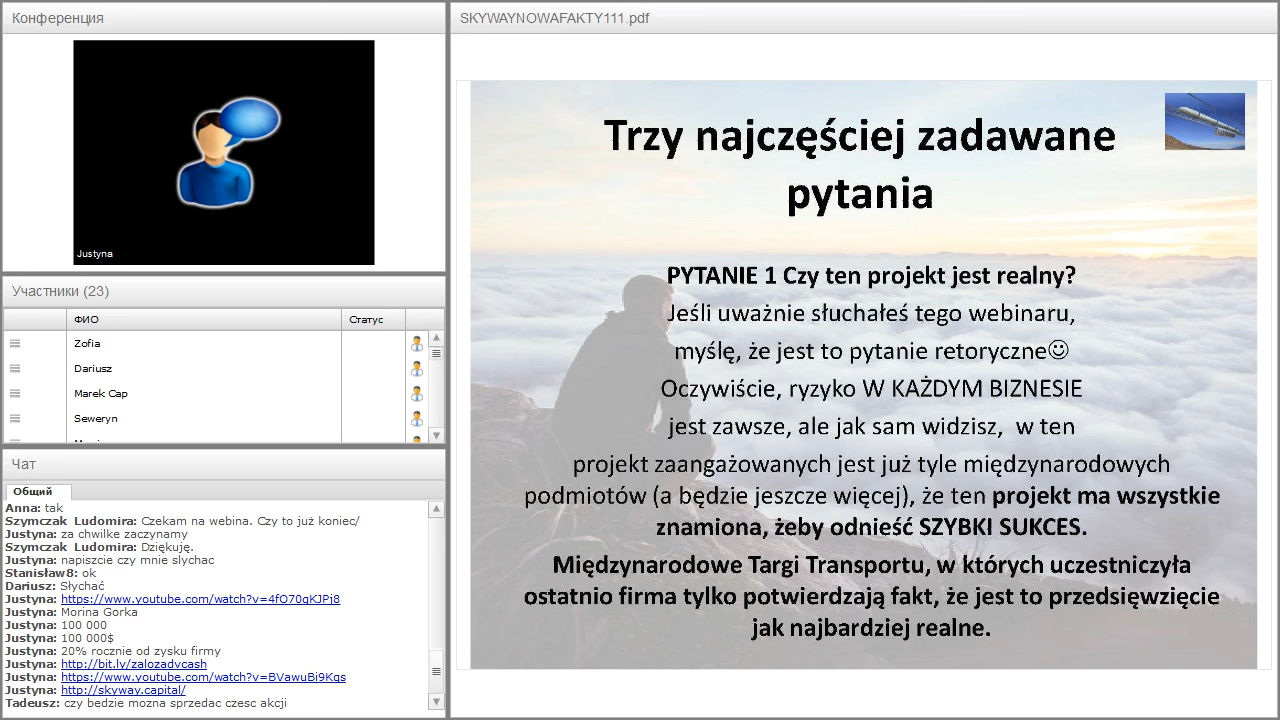 Конференция
Justyna
Участники (23)
ФИО Статус
Zofia
Dariusz
Marek Cap
Seweryn
Чат
Общий
Anna: tak
Szymczak Ludomira: Czekam na webina. Czy to już koniec/
Justyna: za chwilke zaczynamy
Szymczak Ludomira: Dziękuję.
Justyna: napiszcie czy mnie slychac
Stanisław8: ok
Dariusz: Słychać
Justyna: https://www.youtube.com/watch?v=4fO70gKJPj8
Justyna: Morina Gorka
Justyna: 100 000
Justyna: 100 000$
Justyna: 20% rocznie od zysku firmy
Justyna: http://bit.ly/zalozadvcash
Justyna: https://www.youtube.com/watch?v=BVawuBi9Kqs
Justyna: http://skyway.capital/
Tadeusz: czy bedzie mozna sprzedac czesc akcji
SKYWAYNOWAFAKTY111.pdf
Trzy najczęściej zadawane
pytania
PYTANIE 1 Czy ten projekt jest realny?
Jeśli uważnie słuchałeś tego webinaru,
myślę, że jest to pytanie retoryczne☺
Oczywiście, ryzyko W KAŻDYM BIZNESIE
jest zawsze, ale jak sam widzisz, w ten
projekt zaangażowanych jest już tyle międzynarodowych
podmiotów (a będzie jeszcze więcej), że ten projekt ma wszystkie
znamiona, żeby odnieść SZYBKI SUKCES.
Międzynarodowe Targi Transportu, w których uczestniczyła
ostatnio firma tylko potwierdzają fakt, że jest to przedsięwzięcie
jak najbardziej realne.